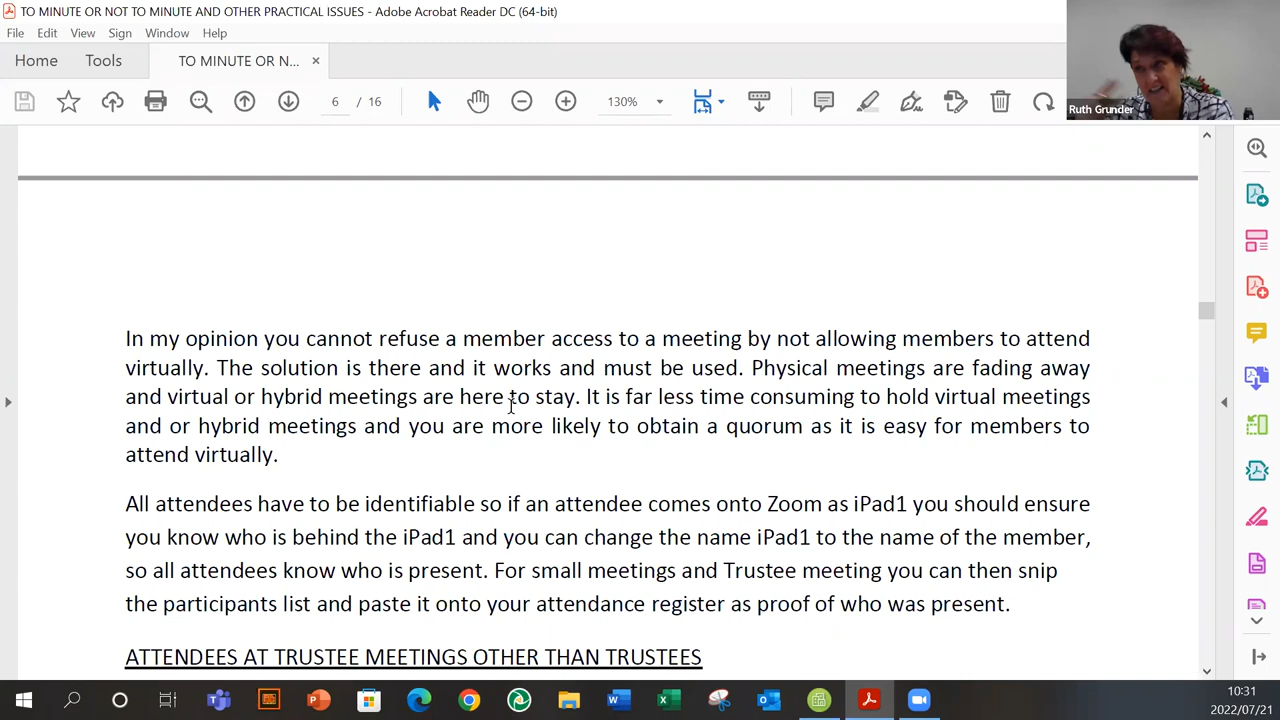 TO MINUTE OR NOT TO MINUTE AND OTHER PRACTICAL ISSUES - Adobe Acrobat Reader DC (64-bit)
File Edit View Sign Window Help
Home Tools TO MINUTE OR N... ×
6 / 16 130%
Ruth Grunder
In my opinion you cannot refuse a member access to a meeting by not allowing members to attend
virtually. The solution is there and it works and must be used. Physical meetings are fading away
and virtual or hybrid meetings are here to stay. It is far less time consuming to hold virtual meetings
and or hybrid meetings and you are more likely to obtain a quorum as it is easy for members to
attend virtually.
All attendees have to be identifiable so if an attendee comes onto Zoom as iPad1 you should ensure
you know who is behind the iPad1 and you can change the name iPad1 to the name of the member,
so all attendees know who is present. For small meetings and Trustee meeting you can then snip
the participants list and paste it onto your attendance register as proof of who was present.
ATTENDEES AT TRUSTEE MEETINGS OTHER THAN TRUSTEES
10:31
2022/07/21